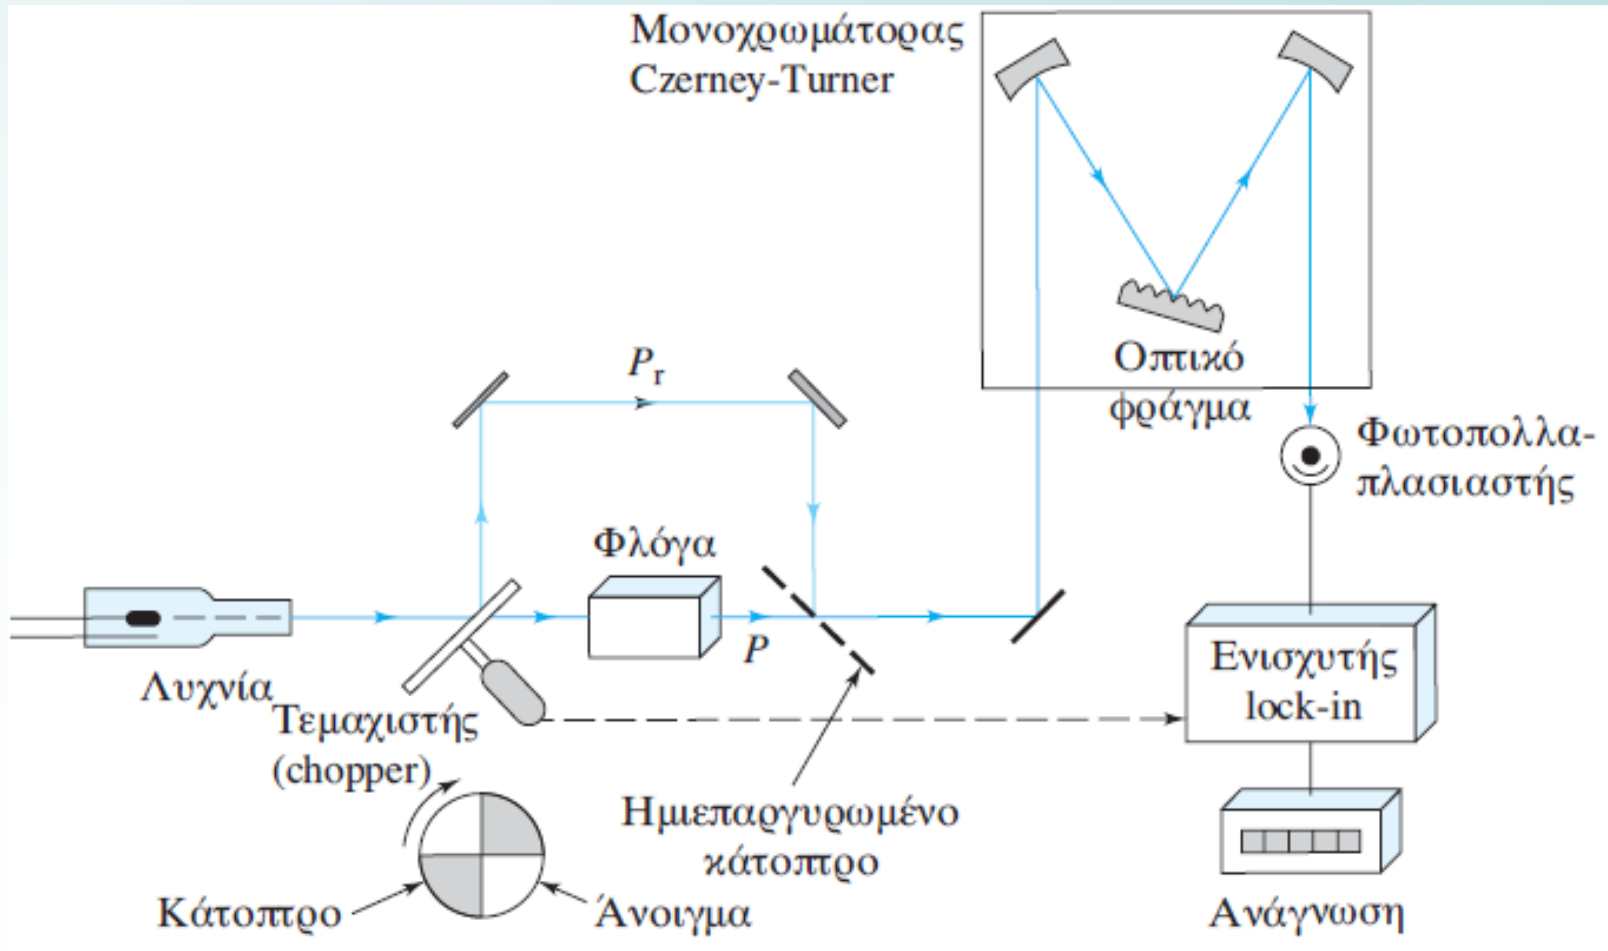 Μονοχρωμάτορας
Czerney-Turner
Οπτικό
φράγμα
P r
Φωτοπολλα-
πλασιαστής
Φλόγα
P
Λυχνία
Τεμαχιστής
(chopper)
Ενισχυτής
lock-in
Ημιεπαργυρωμένο
κάτοπτρο
Κάτοπτρο
Άνοιγμα
Ανάγνωση